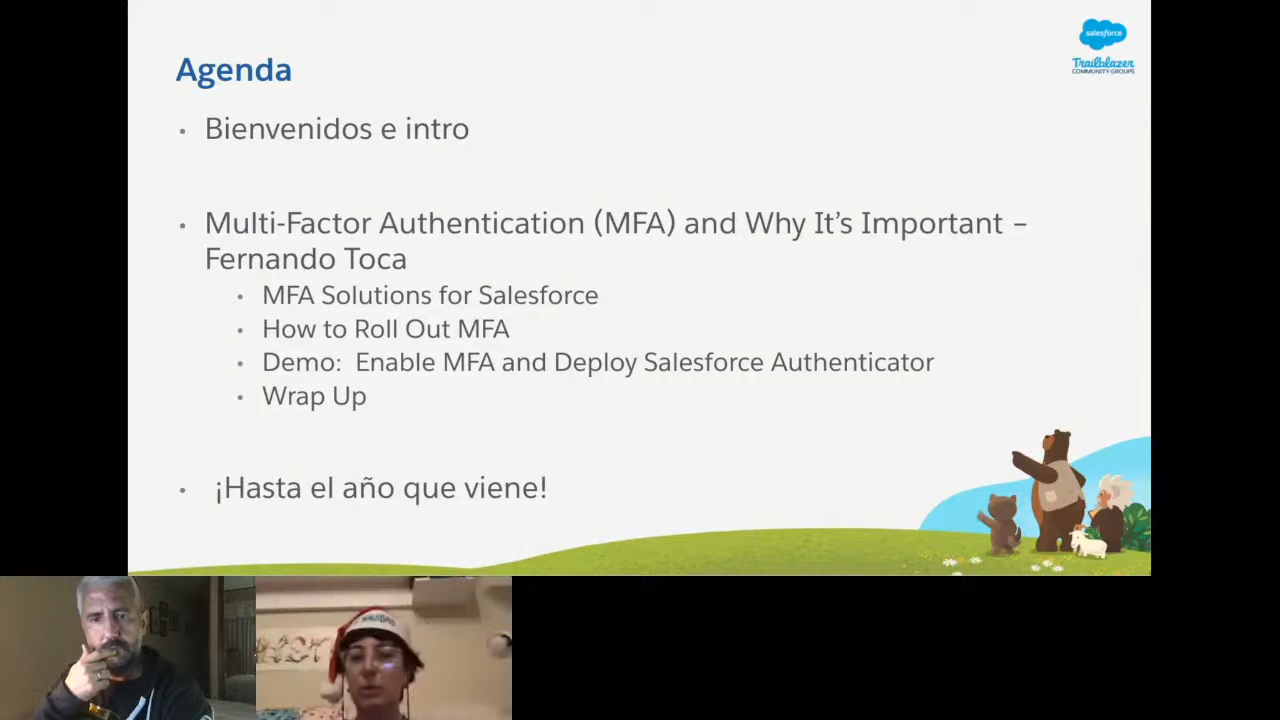 salesforce
Trailblazer
COMMUNITY GROUPS
Agenda
• Bienvenidos e intro
• Multi-Factor Authentication (MFA) and Why It’s Important –
Fernando Toca
• MFA Solutions for Salesforce
• How to Roll Out MFA
• Demo:  Enable MFA and Deploy Salesforce Authenticator
• Wrap Up
• ¡Hasta el año que viene!